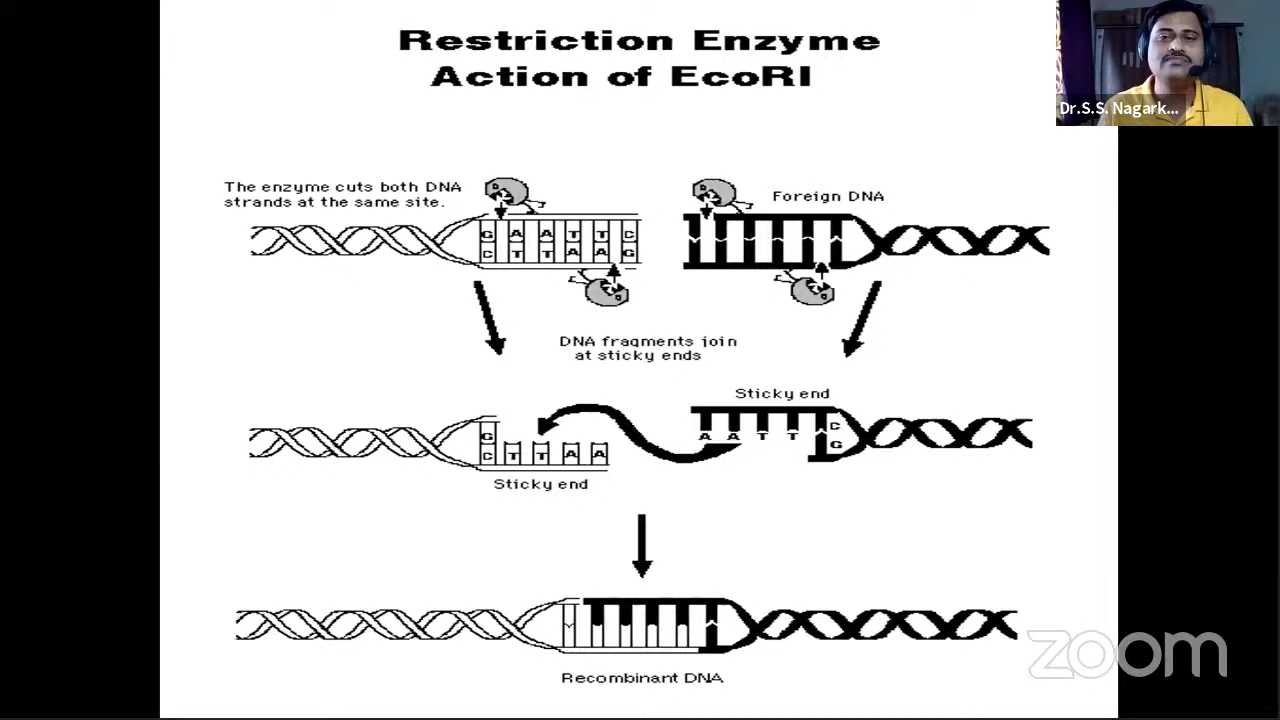 Restriction Enzyme
Action of EcoRI
Dr.S.S. Nagark...
The enzyme cuts both DNA
strands at the same site.
Foreign DNA
G A A T T C
C T T A A G
DNA fragments join
at sticky ends
Sticky end
A A T T C
G
G
C T T A A
Sticky end
Recombinant DNA
zoom